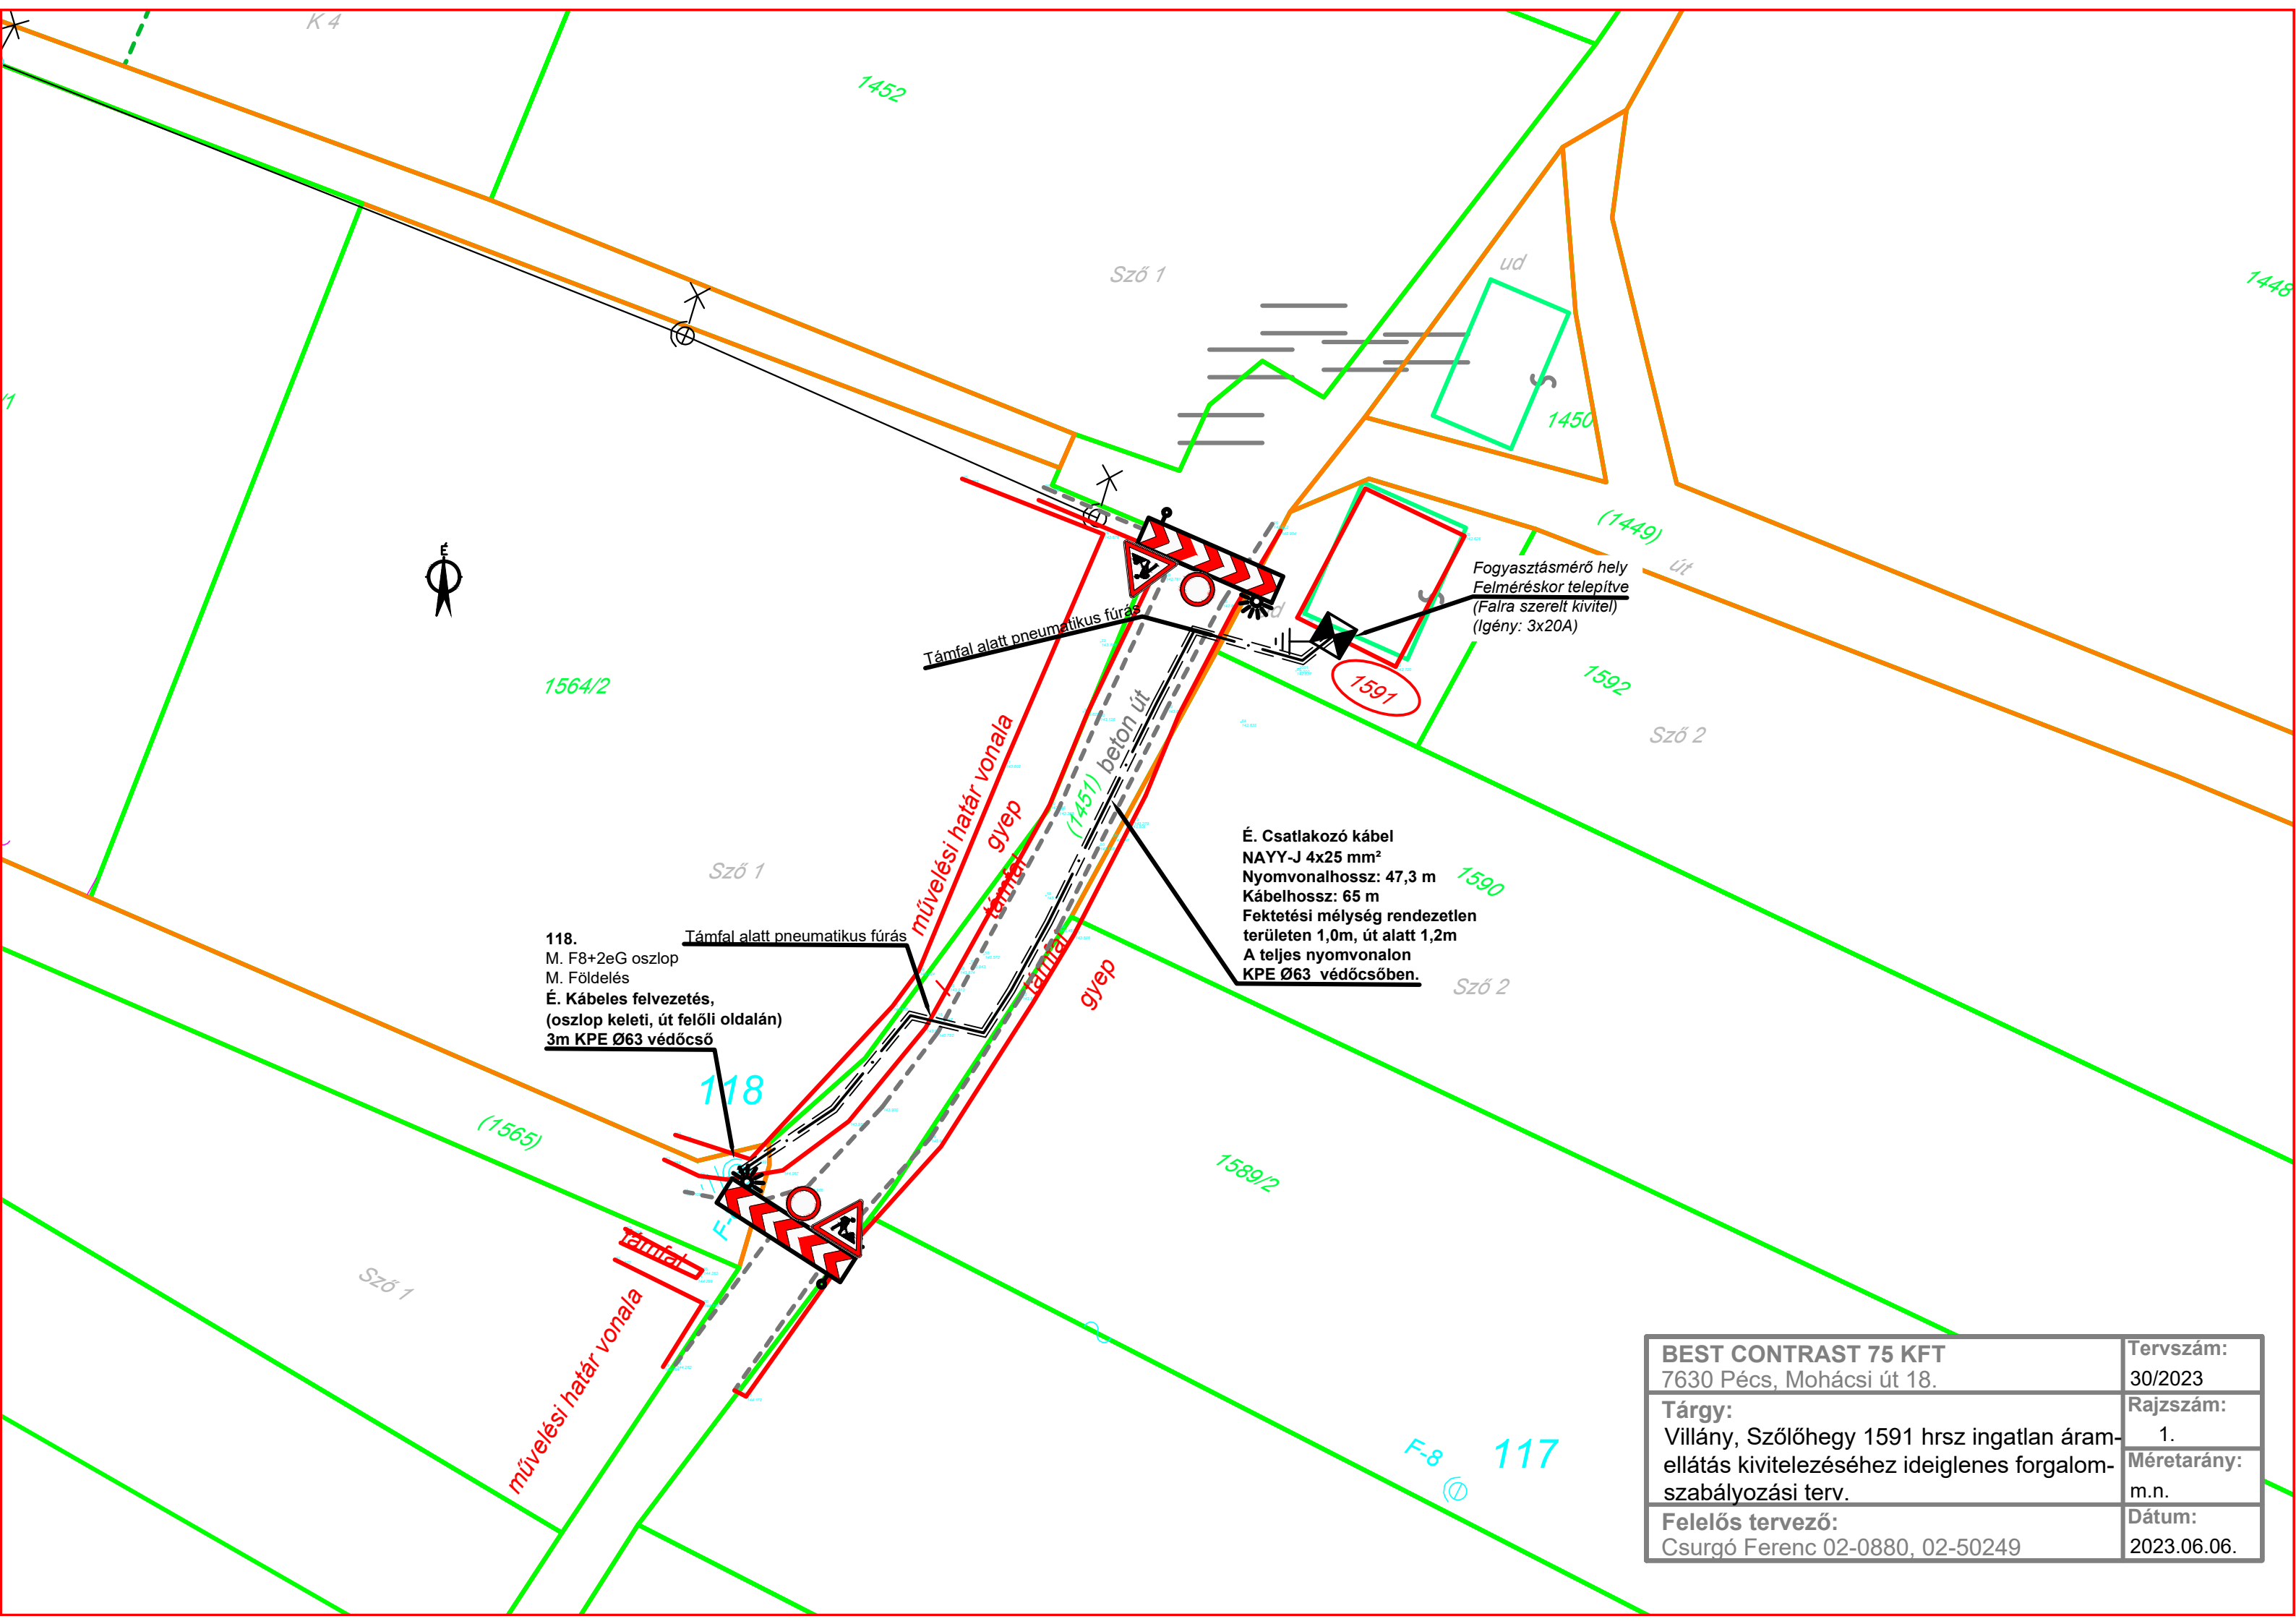 K 4
1452
Sző 1
ud
1448
1450
(1449)
út
Fogyasztásmérő hely
Felméréskor telepítve
(Falra szerelt kivitel)
(Igény: 3x20A)
É
Támfal alatt pneumatikus fúrás
1564/2
1591
1592
Sző 2
művelési határ vonala
gyep
támfal
(1451) beton út
Sző 1
É. Csatlakozó kábel
NAYY-J 4x25 mm²
Nyomvonalhossz: 47,3 m
Kábelhossz: 65 m
Fektetési mélység rendezetlen
területen 1,0m, út alatt 1,2m
A teljes nyomvonalon
KPE Ø63 védőcsőben.
1590
Sző 2
118.
M. F8+2eG oszlop
M. Földelés
É. Kábeles felvezetés,
(oszlop keleti, út felőli oldalán)
3m KPE Ø63 védőcső
Támfal alatt pneumatikus fúrás
támfal
gyep
118
(1565)
1589/2
támfal
Sző 1
művelési határ vonala
F-8
117
BEST CONTRAST 75 KFT
7630 Pécs, Mohácsi út 18.
Tervszám:
30/2023
Tárgy:
Villány, Szőlőhegy 1591 hrsz ingatlan áram-
ellátás kivitelezéséhez ideiglenes forgalom-
szabályozási terv.
Rajzszám:
1.
Méretarány:
m.n.
Felelős tervező:
Csurgó Ferenc 02-0880, 02-50249
Dátum:
2023.06.06.